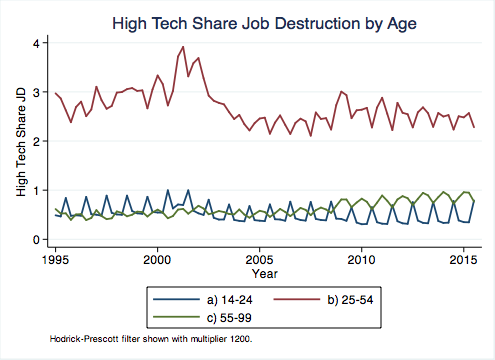 High Tech Share Job Destruction by Age
High Tech Share JD
4
3
2
1
0
1995
2000
2005
2010
2015
Year
a) 14-24
b) 25-54
c) 55-99
Hodrick-Prescott filter shown with multiplier 1200.